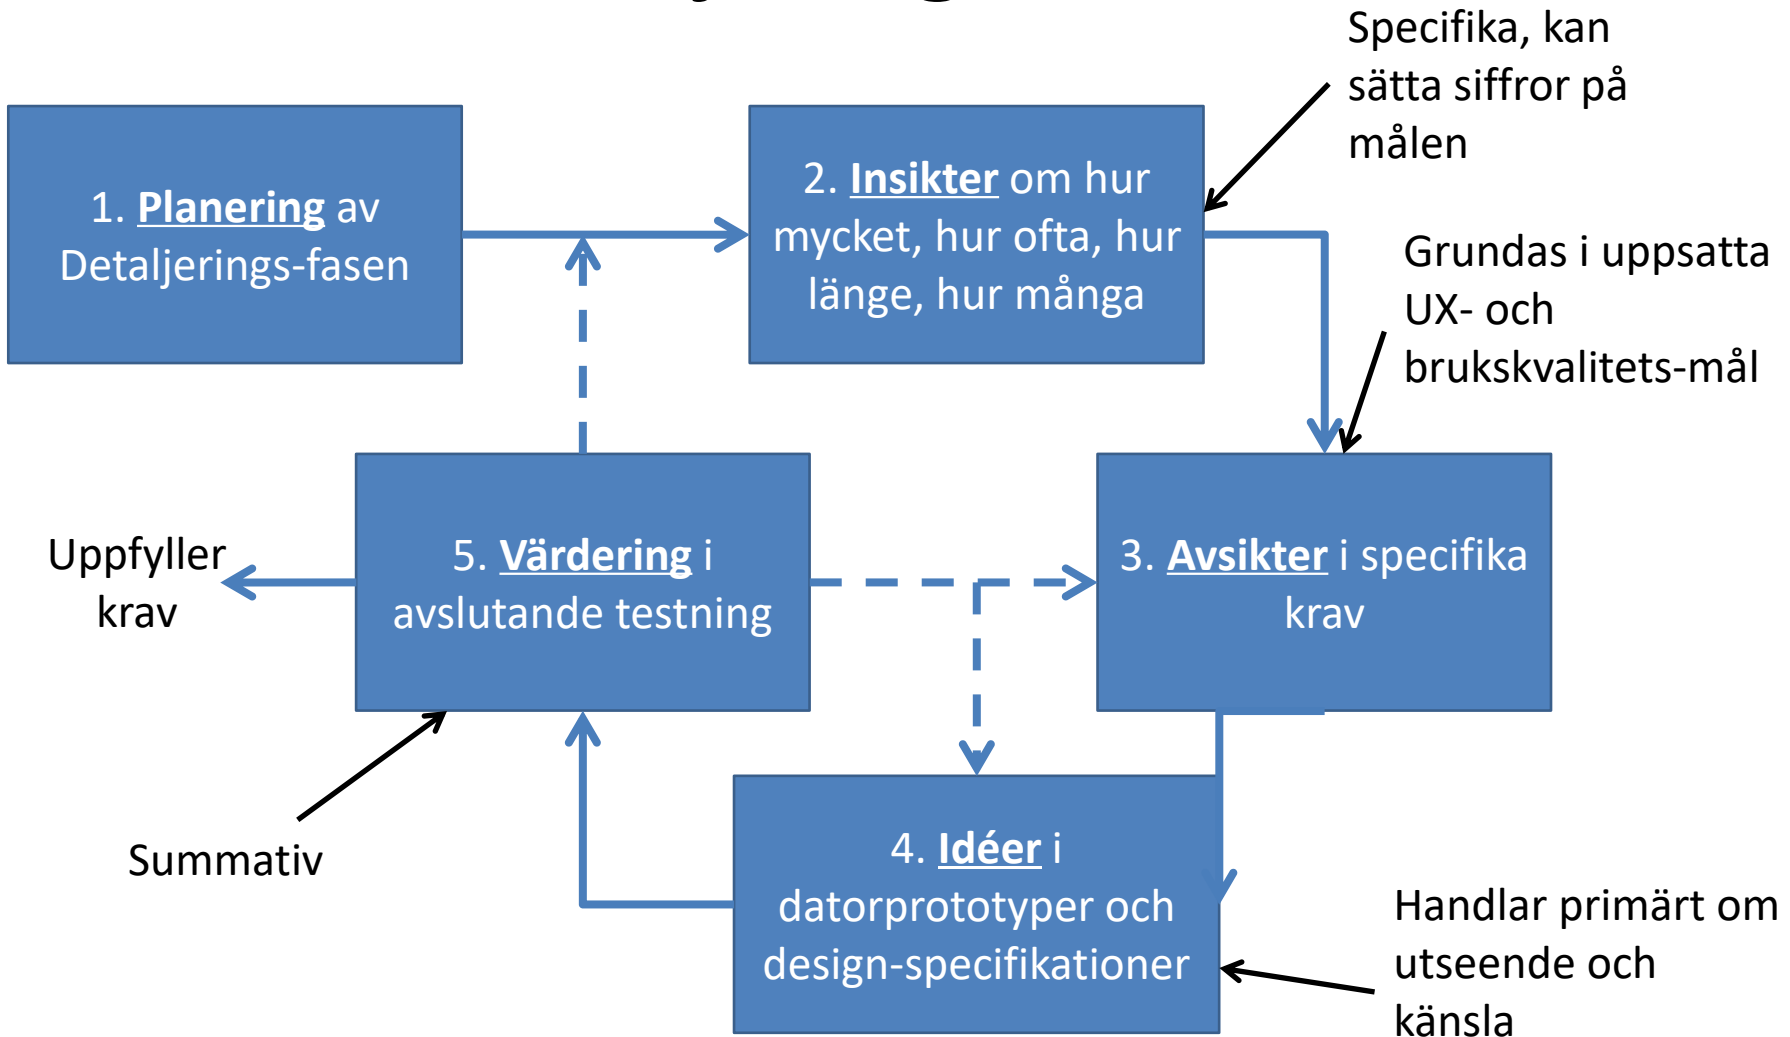 Specifika, kan
sätta siffror på
målen
1. Planering av
Detaljerings-fasen
2. Insikter om hur
mycket, hur ofta, hur
länge, hur många
Grundas i uppsatta
UX- och
brukskvalitets-mål
Uppfyller
krav
5. Värdering i
avslutande testning
3. Avsikter i specifika
krav
Summativ
4. Idéer i
datorprototyper och
design-specifikationer
Handlar primärt om
utseende och
känsla